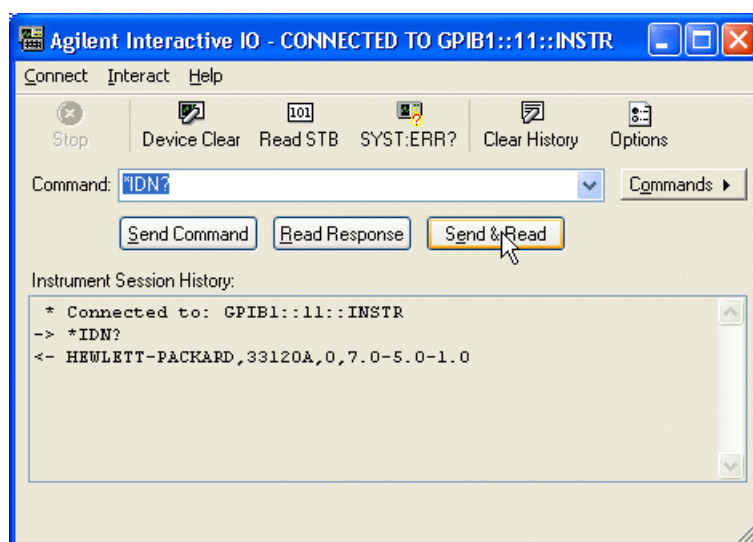 Agilent Interactive IO - CONNECTED TO GPIB1::11::INSTR
Connect Interact Help
Stop Device Clear Read STB SYST:ERR? Clear History Options
Command: *IDN? Commands
Send Command Read Response Send & Read
Instrument Session History:
* Connected to: GPIB1::11::INSTR
-> *IDN?
<- HEWLETT-PACKARD,33120A,0,7.0-5.0-1.0